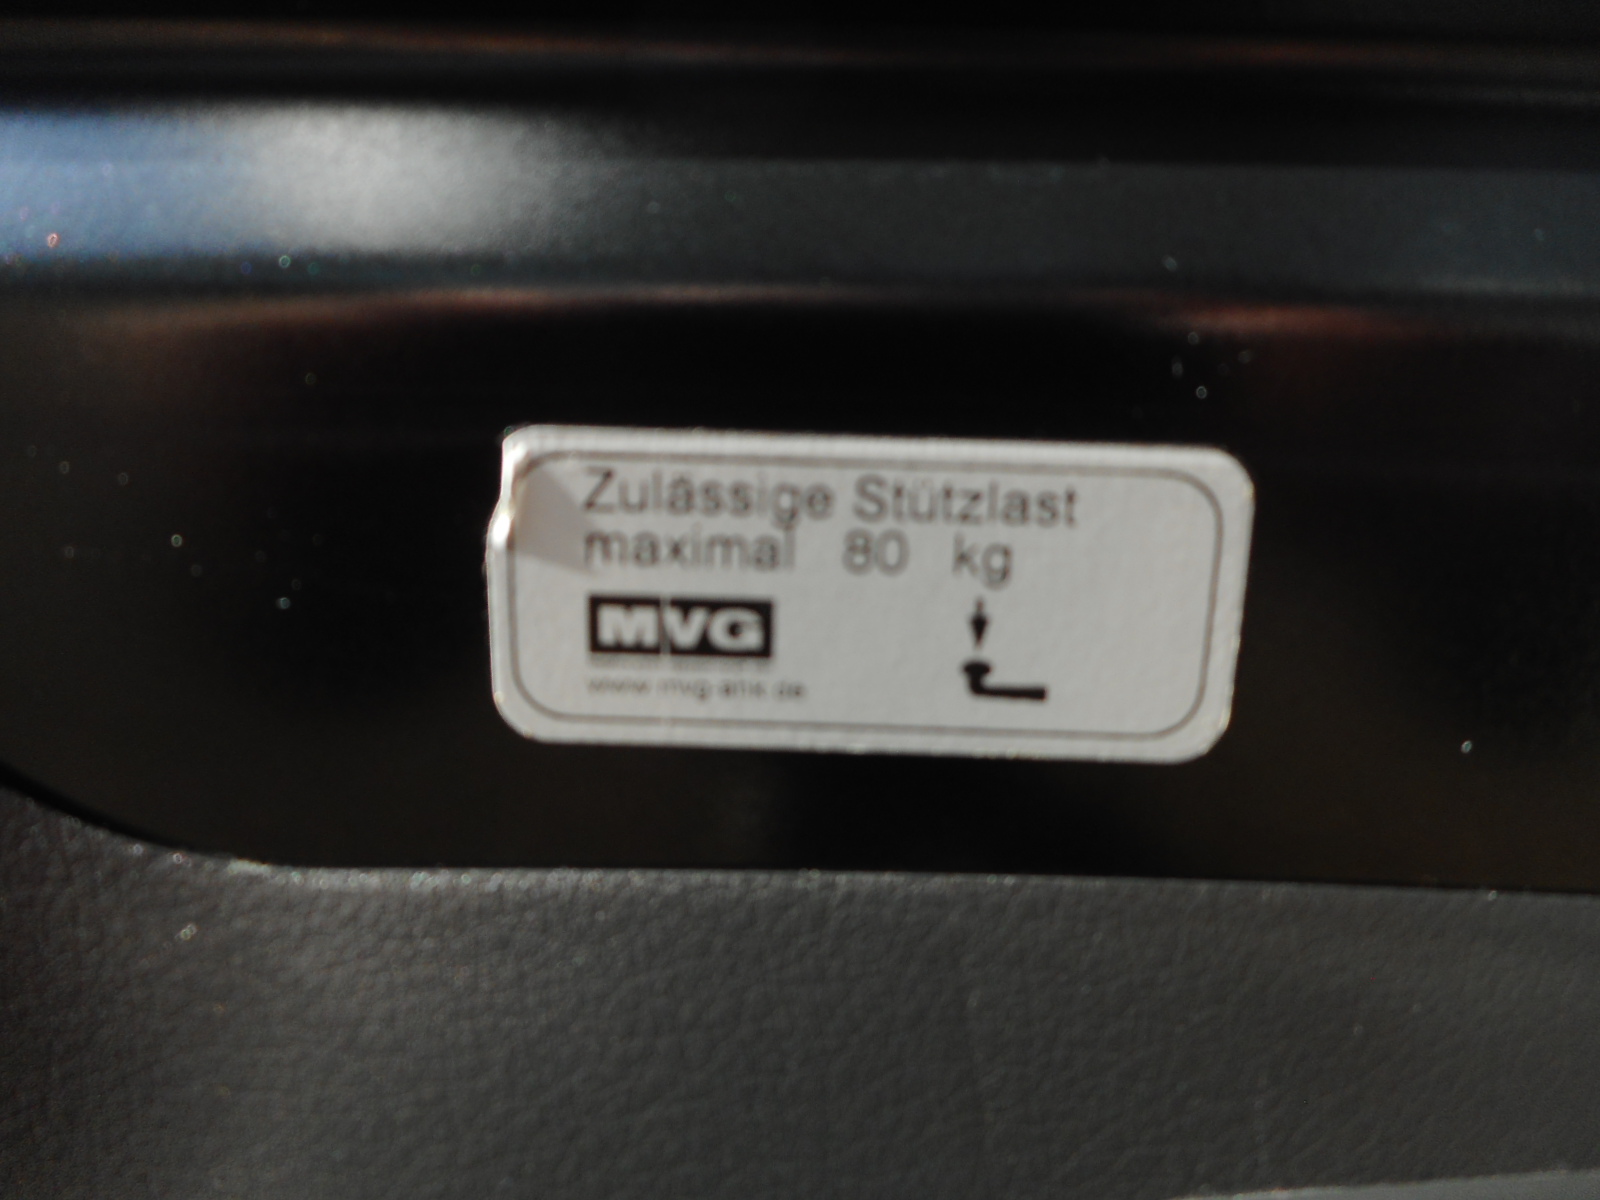 Zulässige Stützlast
maximal 80 kg
MVG
www.mvg-ahk.de